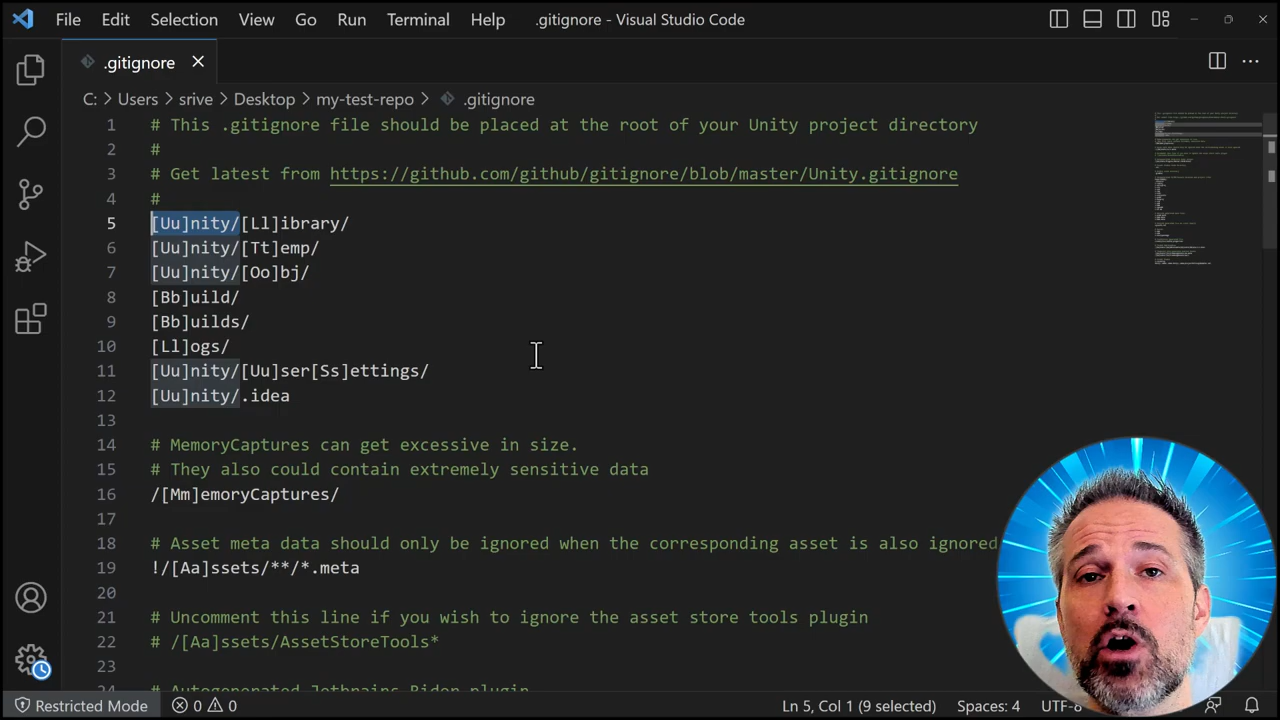 File Edit Selection View Go Run Terminal Help .gitignore - Visual Studio Code
.gitignore
C: Users srive Desktop my-test-repo .gitignore
1 # This .gitignore file should be placed at the root of your Unity project directory
2 #
3 # Get latest from https://github.com/github/gitignore/blob/master/Unity.gitignore
4 #
5 [Uu]nity/[Ll]ibrary/
6 [Uu]nity/[Tt]emp/
7 [Uu]nity/[Oo]bj/
8 [Bb]uild/
9 [Bb]uilds/
10 [Ll]ogs/
11 [Uu]nity/[Uu]ser[Ss]ettings/
12 [Uu]nity/.idea
13
14 # MemoryCaptures can get excessive in size.
15 # They also could contain extremely sensitive data
16 /[Mm]emoryCaptures/
17
18 # Asset meta data should only be ignored when the corresponding asset is also ignored
19 !/[Aa]ssets/**/*.meta
20
21 # Uncomment this line if you wish to ignore the asset store tools plugin
22 # /[Aa]ssets/AssetStoreTools*
23
24 # Autogenerated Jetbrains Rider plugin
Restricted Mode 0 0 Ln 5, Col 1 (9 selected) Spaces: 4 UTF-8